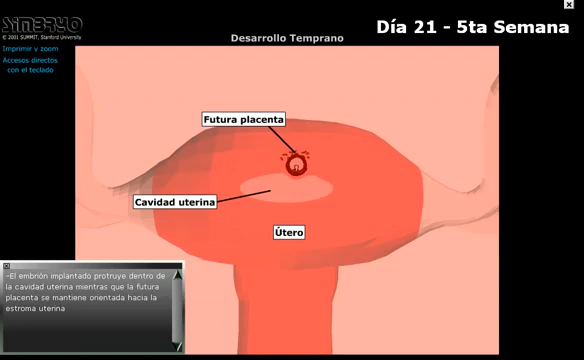 SIMBRYO
© 2001 SUMMIT, Stanford University
Día 21 - 5ta Semana
Desarrollo Temprano
Imprimir y zoom
Accesos directos
con el teclado
Futura placenta
Cavidad uterina
Útero
-El embrión implantado protruye dentro de
la cavidad uterina mientras que la futura
placenta se mantiene orientada hacia la
estroma uterina